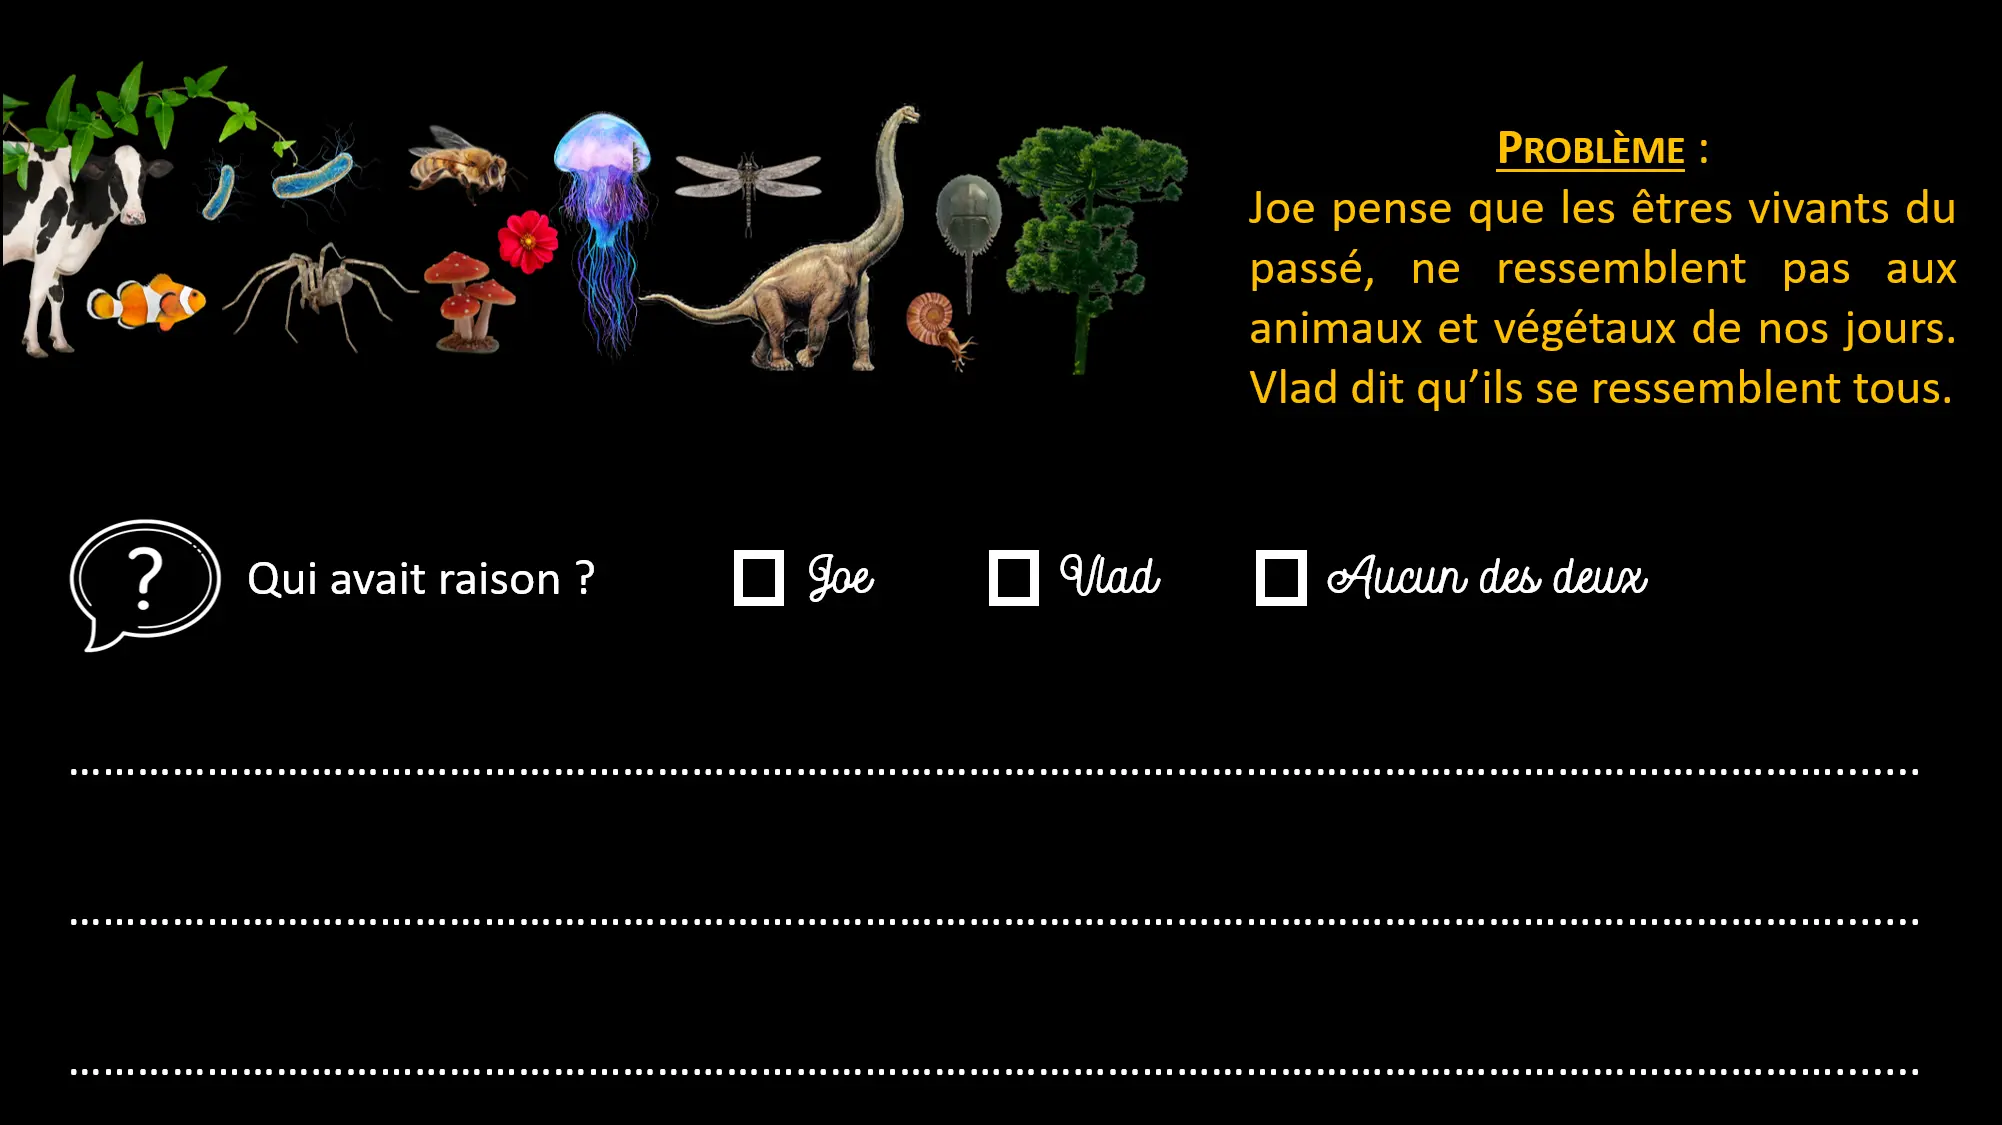 PROBLÈME :
Joe pense que les êtres vivants du
passé, ne ressemblent pas aux
animaux et végétaux de nos jours.
Vlad dit qu’ils se ressemblent tous.
?
Qui avait raison ? Joe Vlad Aucun des deux